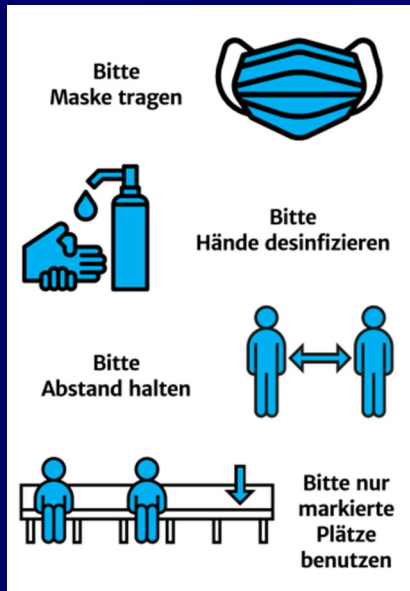 Bitte
Maske tragen
Bitte
Hände desinfizieren
Bitte
Abstand halten
Bitte nur
markierte
Plätze
benutzen